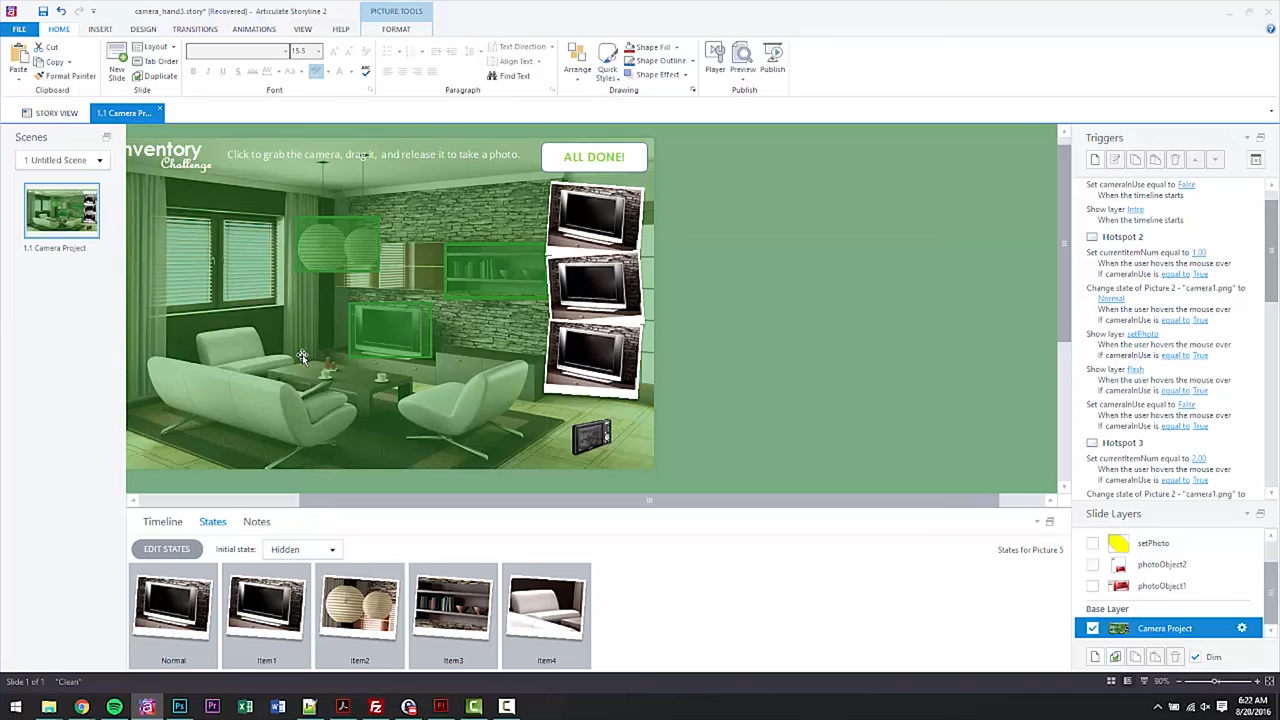 camera_hand3.story* [Recovered] - Articulate Storyline 2
PICTURE TOOLS
FILE HOME INSERT DESIGN TRANSITIONS ANIMATIONS VIEW HELP FORMAT
Paste
Cut
Copy
Format Painter
Clipboard
New Slide
Layout
Tab Order
Duplicate
Slide
15.5
B I U S abc AV Aa A
Font
Text Direction
Align Text
Find Text
Paragraph
Arrange
Quick Styles
Shape Fill
Shape Outline
Shape Effect
Drawing
Player
Preview
Publish
Publish
STORY VIEW
1.1 Camera Pr...
Scenes
1 Untitled Scene
1.1 Camera Project
nventory
Challenge
Click to grab the camera, drag it, and release it to take a photo.
ALL DONE!
Triggers
Set cameraInUse equal to False
When the timeline starts
Show layer Intro
When the timeline starts
Hotspot 2
Set currentItemNum equal to 1.00
When the user hovers the mouse over
If cameraInUse is equal to True
Change state of Picture 2 - "camera1.png" to
Normal
When the user hovers the mouse over
If cameraInUse is equal to True
Show layer setPhoto
When the user hovers the mouse over
If cameraInUse is equal to True
Show layer flash
When the user hovers the mouse over
If cameraInUse is equal to True
Set cameraInUse equal to False
When the user hovers the mouse over
If cameraInUse is equal to True
Hotspot 3
Set currentItemNum equal to 2.00
When the user hovers the mouse over
If cameraInUse is equal to True
Change state of Picture 2 - "camera1.png" to
Slide Layers
setPhoto
photoObject2
photoObject1
Base Layer
Camera Project
Dim
Timeline States Notes
EDIT STATES
Initial state:
Hidden
States for Picture 5
Normal
Item1
Item2
Item3
Item4
Slide 1 of 1
"Clean"
90%
6:22 AM
8/20/2016